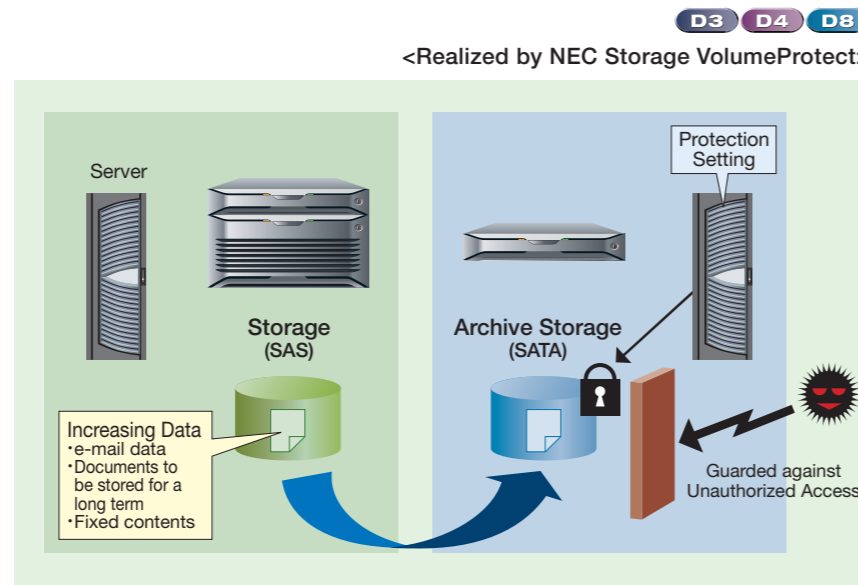 D3 D4 D8
<Realized by NEC Storage VolumeProtect>
Protection
Setting
Server
Storage
(SAS)
Archive Storage
(SATA)
Increasing Data
・e-mail data
・Documents to
be stored for a
long term
・Fixed contents
Guarded against
Unauthorized Access